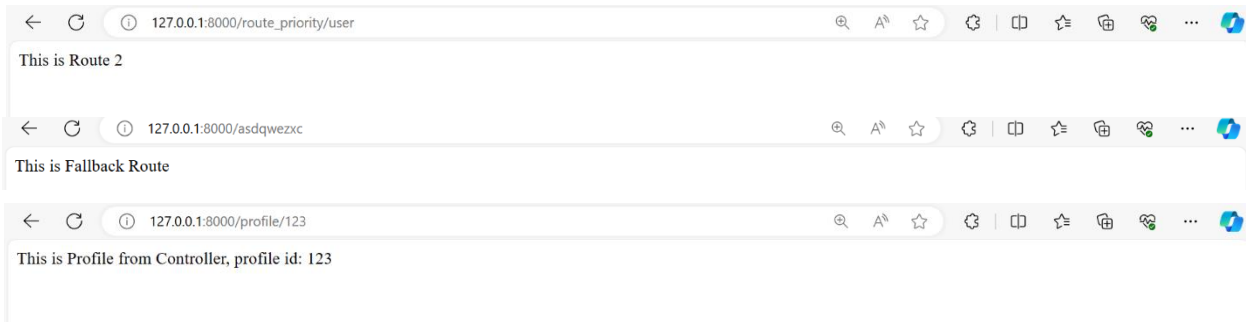 127.0.0.1:8000/route_priority/user
This is Route 2
127.0.0.1:8000/asdqwezxc
This is Fallback Route
127.0.0.1:8000/profile/123
This is Profile from Controller, profile id: 123